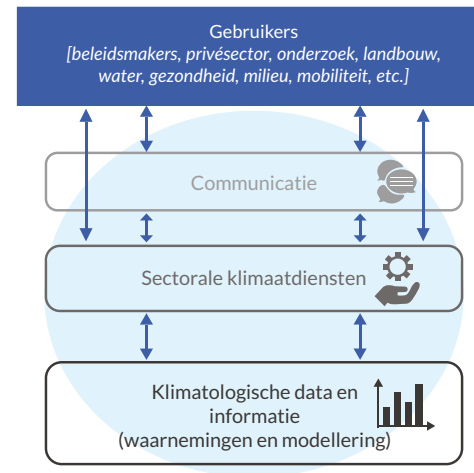 Gebruikers
[beleidsmakers, privésector, onderzoek, landbouw,
water, gezondheid, milieu, mobiliteit, etc.]
Communicatie
Sectorale klimaatdiensten
Klimatologische data en
informatie
(waarnemingen en modellering)